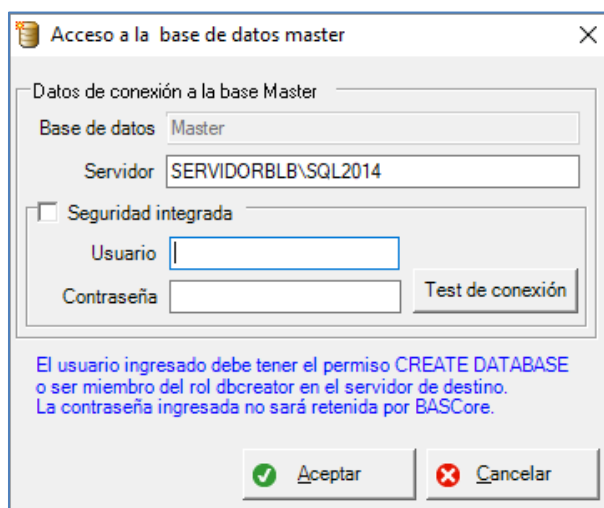 Acceso a la  base de datos master
Datos de conexión a la base Master
Base de datos Master
Servidor SERVIDORBLB\SQL2014
Seguridad integrada
Usuario
Contraseña Test de conexión
El usuario ingresado debe tener el permiso CREATE DATABASE
o ser miembro del rol dbcreator en el servidor de destino.
La contraseña ingresada no sará retenida por BASCore.
Aceptar Cancelar